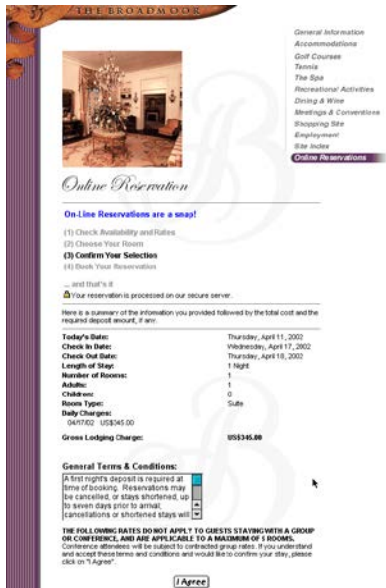 THE BROADMOOR
General Information
Accommodations
Golf Courses
Tennis
The Spa
Recreational Activities
Dining & Wine
Meetings & Conventions
Shopping Site
Employment
Site Index
Online Reservations
Online Reservation
On-Line Reservations are a snap!
(1) Check Availability and Rates
(2) Choose Your Room
(3) Confirm Your Selection
(4) Book Your Reservation
... and that's it
Your reservation is processed on our secure server.
Here is a summary of the information you provided followed by the total cost and the
required deposit amount, if any.
Today's Date: Thursday, April 11, 2002
Check In Date: Wednesday, April 17, 2002
Check Out Date: Thursday, April 18, 2002
Length of Stay: 1 Night
Number of Rooms: 1
Adults: 1
Children: 0
Room Type: Suite
Daily Charges:
04/17/02 US$345.00
Gross Lodging Charge: US$345.00
General Terms & Conditions:
A first night's deposit is required at
time of booking. Reservations may
be cancelled, or stays shortened, up
to seven days prior to arrival;
cancellations or shortened stays will
THE FOLLOWING RATES DO NOT APPLY TO GUESTS STAYING WITH A GROUP
OR CONFERENCE, AND ARE APPLICABLE TO A MAXIMUM OF 5 ROOMS.
Conference attendees will be subject to contracted group rates. If you understand
and accept these terms and conditions and would like to confirm your stay, please
click on "I Agree".
I Agree